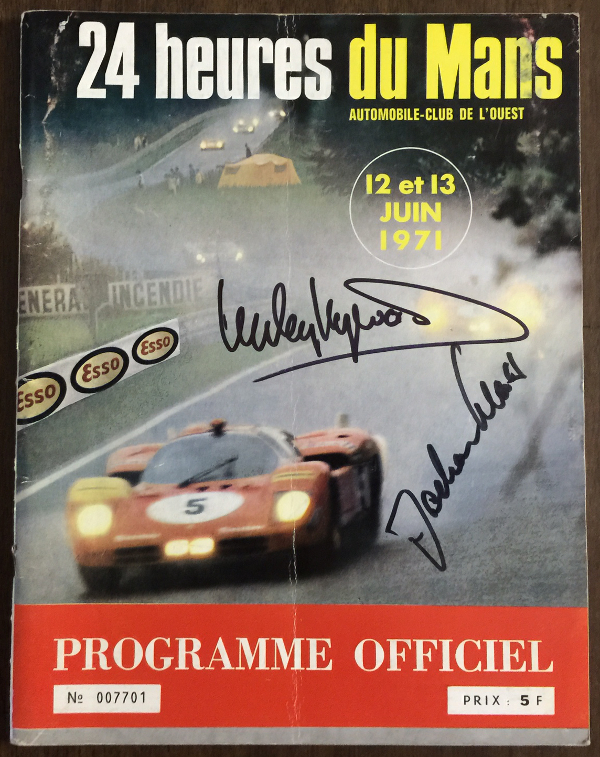 24 heures du Mans
AUTOMOBILE-CLUB DE L'OUEST
12 et 13
JUIN
1971
INCENDIE
Esso
Esso
Esso
5
PROGRAMME OFFICIEL
Nº 007701
PRIX : 5 F